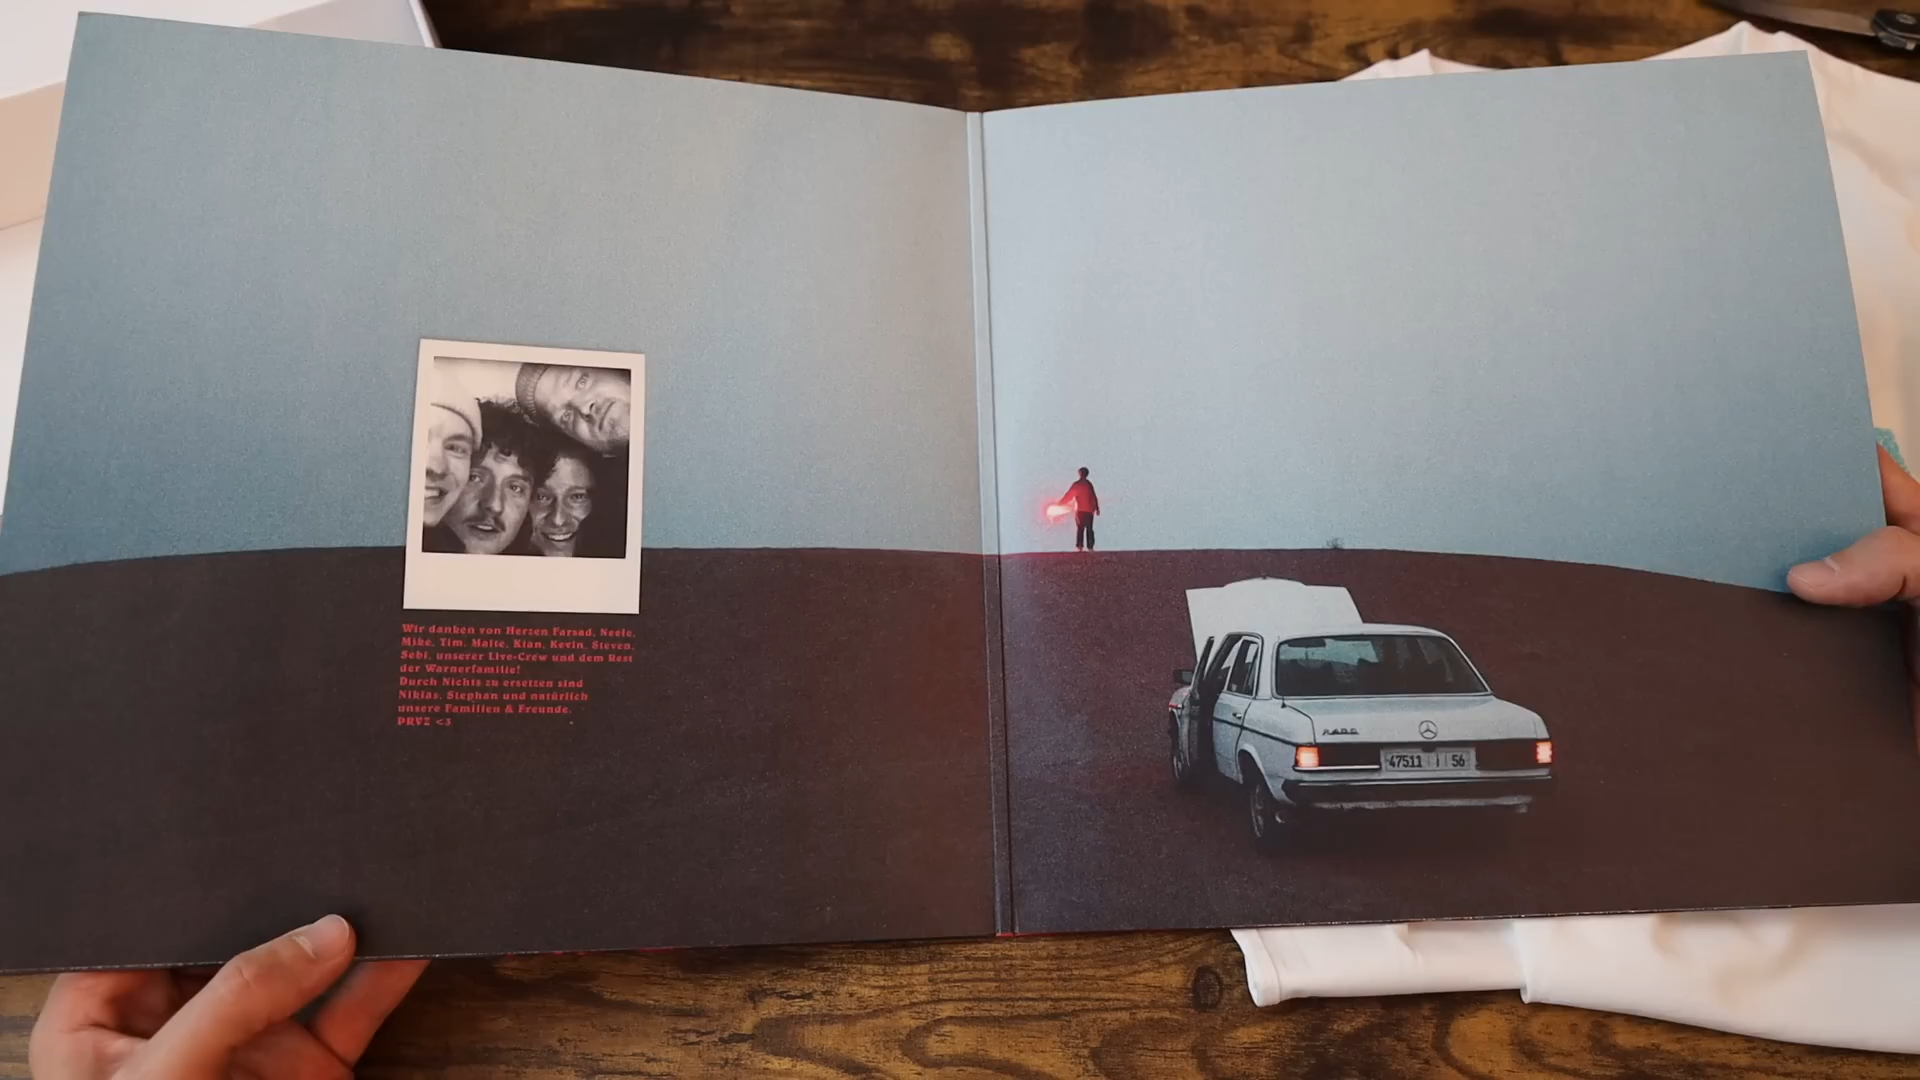 Wir danken von Herzen Farsad, Neele,
Mike, Tim, Malte, Kian, Kevin, Steven,
Sebi, unserer Live-Crew und dem Rest
der Warnerfamilie!
Durch Nichts zu ersetzen sind
Niklas, Stephan und natürlich
unsere Familien & Freunde.
PRVZ <3
47511 | 56